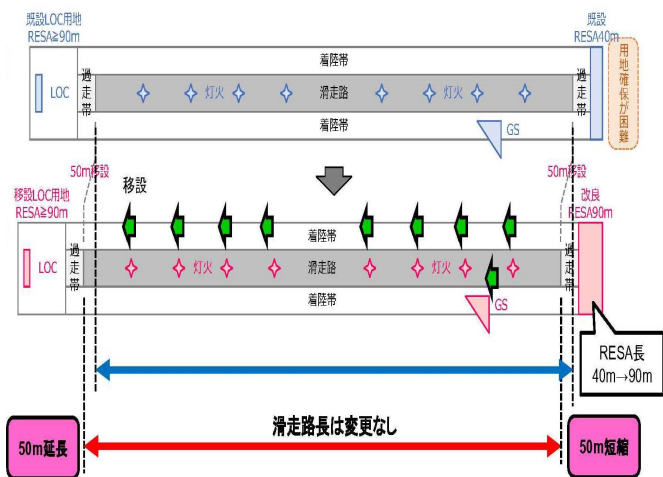 既設LOC用地
RESA≧90m
既設
RESA40m
用地確保が困難
LOC
過走帯
着陸帯
灯火
滑走路
灯火
過走帯
着陸帯
GS
50m移設
移設
50m移設
移設LOC用地
RESA≧90m
改良
RESA90m
LOC
過走帯
着陸帯
灯火
滑走路
灯火
過走帯
着陸帯
GS
RESA長
40m→90m
滑走路長は変更なし
50m延長
50m短縮